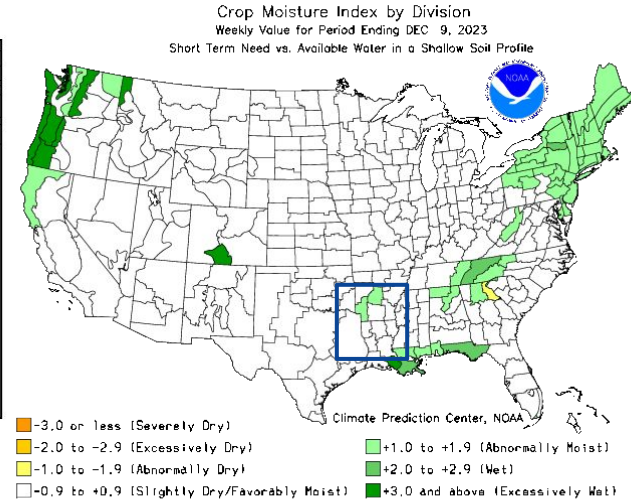 Crop Moisture Index by Division
Weekly Value for Period Ending DEC 9, 2023
Short Term Need vs. Available Water in a Shallow Soil Profile
NOAA
Climate Prediction Center, NOAA
-3.0 or less (Severely Dry)
-2.0 to -2.9 (Excessively Dry)
-1.0 to -1.9 (Abnormally Dry)
-0.9 to +0.9 (Slightly Dry/Favorably Moist)
+1.0 to +1.9 (Abnormally Moist)
+2.0 to +2.9 (Wet)
+3.0 and above (Excessively Wet)